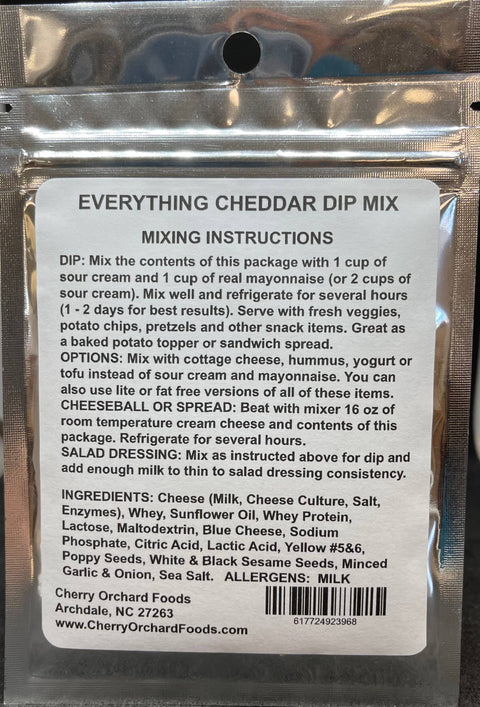 EVERYTHING CHEDDAR DIP MIX
MIXING INSTRUCTIONS
DIP: Mix the contents of this package with 1 cup of
sour cream and 1 cup of real mayonnaise (or 2 cups of
sour cream). Mix well and refrigerate for several hours
(1 - 2 days for best results). Serve with fresh veggies,
potato chips, pretzels and other snack items. Great as
a baked potato topper or sandwich spread.
OPTIONS: Mix with cottage cheese, hummus, yogurt or
tofu instead of sour cream and mayonnaise. You can
also use lite or fat free versions of all of these items.
CHEESEBALL OR SPREAD: Beat with mixer 16 oz of
room temperature cream cheese and contents of this
package. Refrigerate for several hours.
SALAD DRESSING: Mix as instructed above for dip and
add enough milk to thin to salad dressing consistency.
INGREDIENTS: Cheese (Milk, Cheese Culture, Salt,
Enzymes), Whey, Sunflower Oil, Whey Protein,
Lactose, Maltodextrin, Blue Cheese, Sodium
Phosphate, Citric Acid, Lactic Acid, Yellow #5&6,
Poppy Seeds, White & Black Sesame Seeds, Minced
Garlic & Onion, Sea Salt. ALLERGENS: MILK
Cherry Orchard Foods
Archdale, NC 27263
www.CherryOrchardFoods.com
617724923968